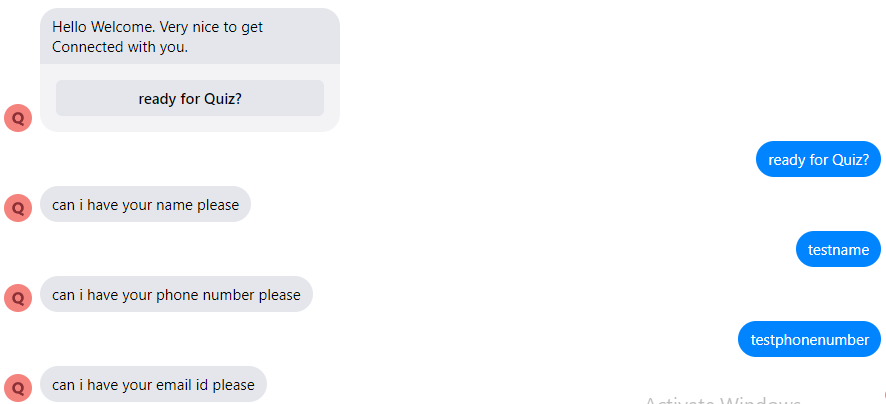 Hello Welcome. Very nice to get
Connected with you.
ready for Quiz?
Q
ready for Quiz?
can i have your name please
Q
testname
can i have your phone number please
Q
testphonenumber
can i have your email id please
Q
Activate Windows